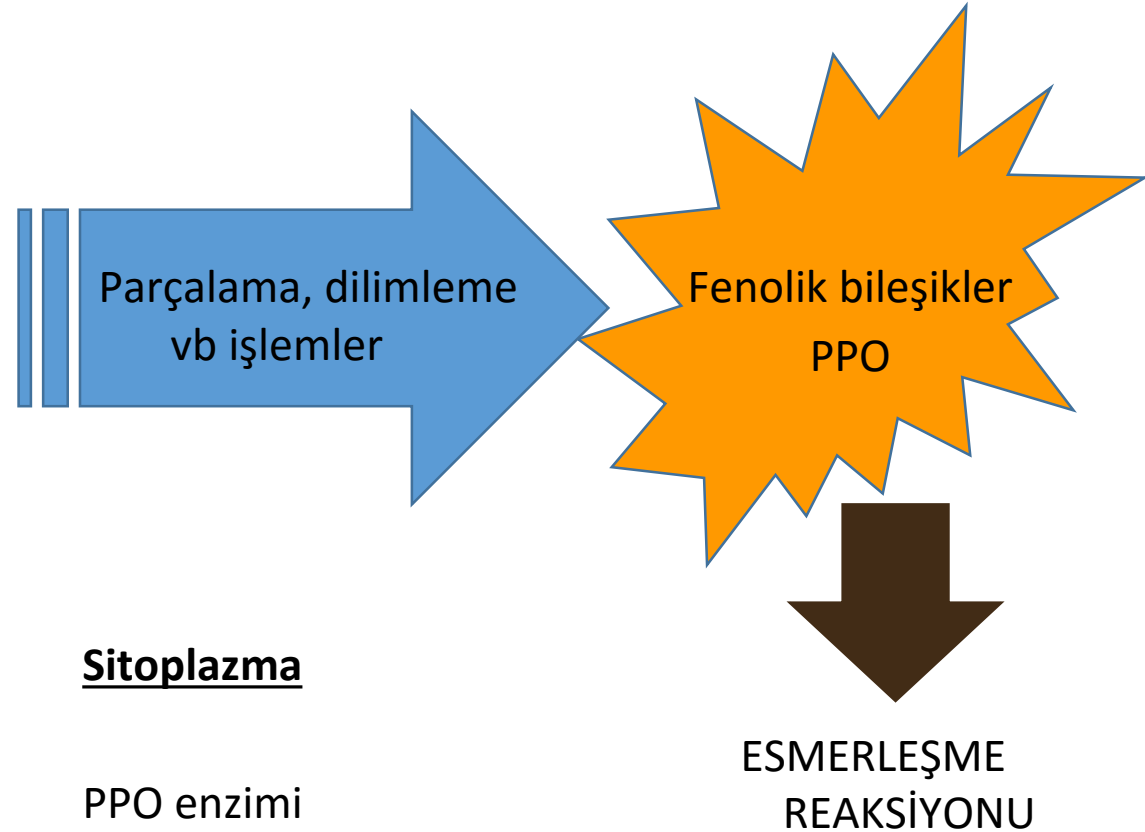 Parçalama, dilimleme
vb işlemler
Fenolik bileşikler
PPO
Sitoplazma
PPO enzimi
ESMERLEŞME
REAKSİYONU